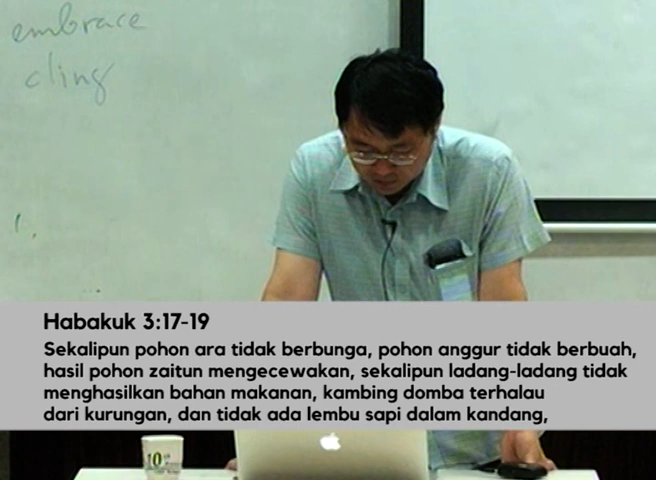 embrace
cling
Habakuk 3:17-19
Sekalipun pohon ara tidak berbunga, pohon anggur tidak berbuah,
hasil pohon zaitun mengecewakan, sekalipun ladang-ladang tidak
menghasilkan bahan makanan, kambing domba terhalau
dari kurungan, dan tidak ada lembu sapi dalam kandang,
10